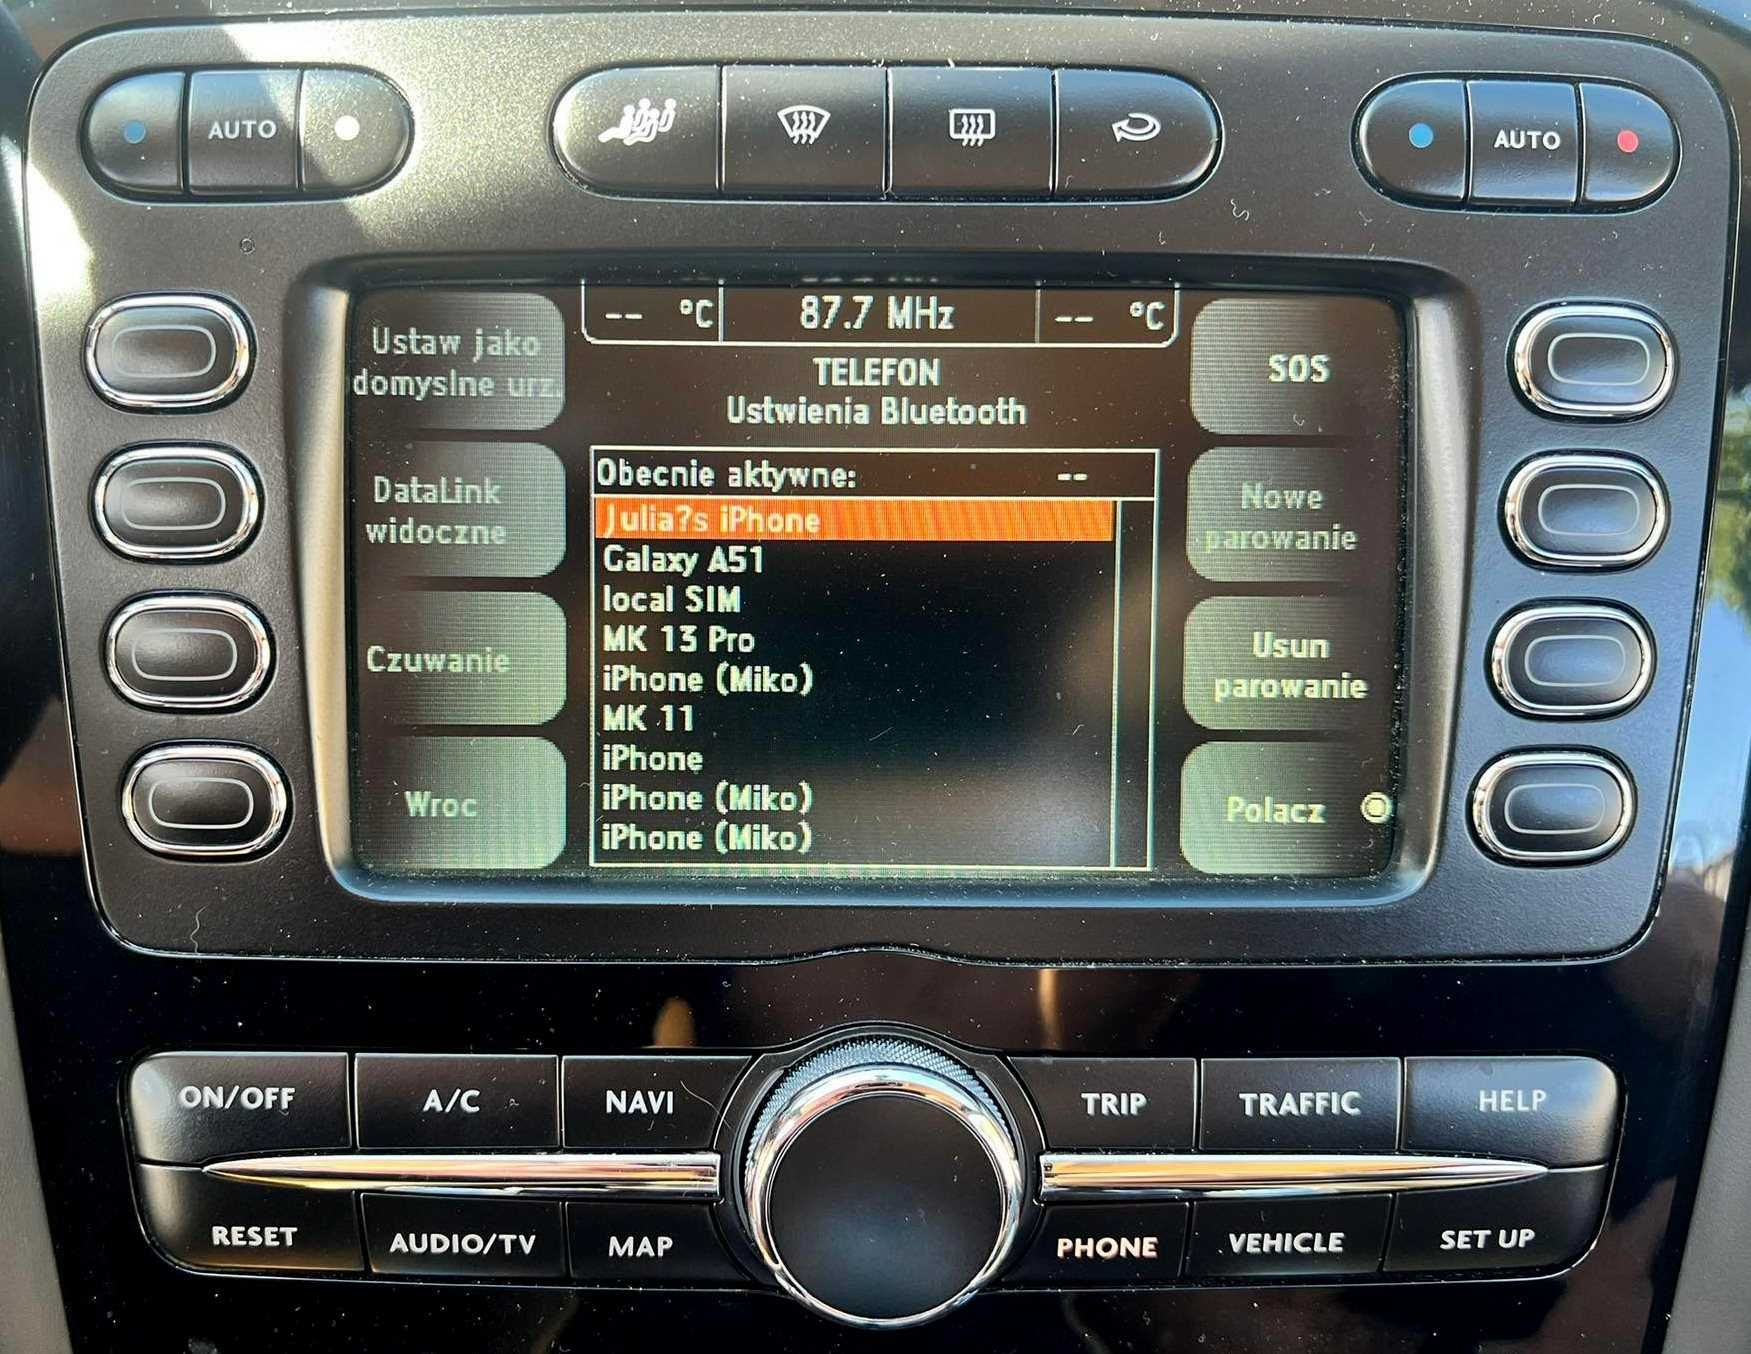 AUTO
AUTO
-- °C
87.7 MHz
-- °C
Ustaw jako
domyslne urz.
TELEFON
Ustwienia Bluetooth
SOS
DataLink
widoczne
Obecnie aktywne: --
Julia?s iPhone
Galaxy A51
local SIM
MK 13 Pro
iPhone (Miko)
MK 11
iPhone
iPhone (Miko)
iPhone (Miko)
Nowe
parowanie
Czuwanie
Usun
parowanie
Wroc
Polacz
ON/OFF
A/C
NAVI
TRIP
TRAFFIC
HELP
RESET
AUDIO/TV
MAP
PHONE
VEHICLE
SET UP